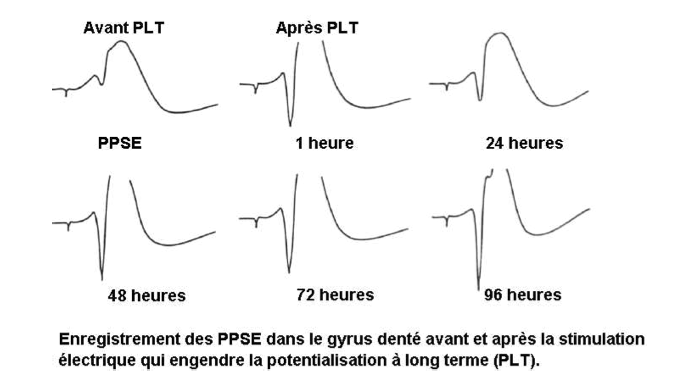 Avant PLT
Après PLT
PPSE
1 heure
24 heures
48 heures
72 heures
96 heures
Enregistrement des PPSE dans le gyrus denté avant et après la stimulation
électrique qui engendre la potentialisation à long terme (PLT).